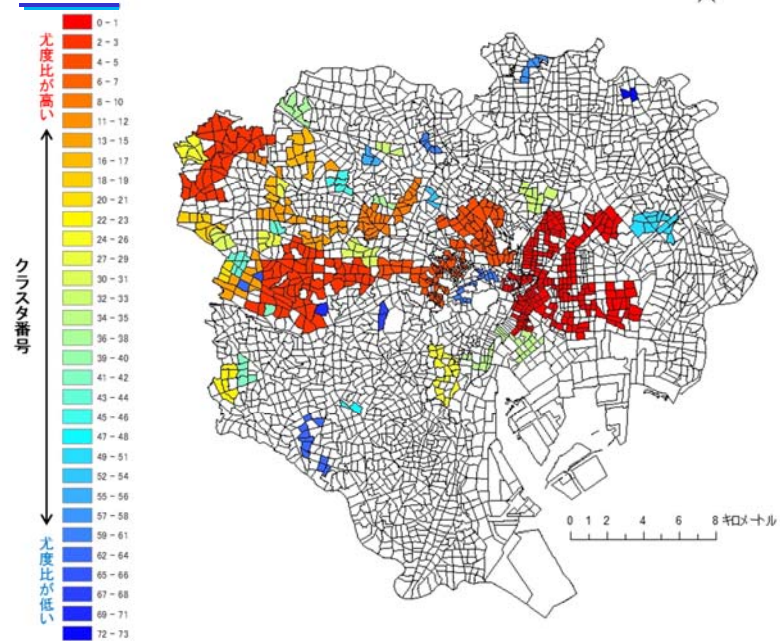 尤度比が高い
クラスタ番号
尤度比が低い
0 - 1
2 - 3
4 - 5
6 - 7
8 - 10
11 - 12
13 - 15
16 - 17
18 - 19
20 - 21
22 - 23
24 - 26
27 - 29
30 - 31
32 - 33
34 - 35
36 - 38
39 - 40
41 - 42
43 - 44
45 - 46
47 - 48
49 - 51
52 - 54
55 - 56
57 - 58
59 - 61
62 - 64
65 - 66
67 - 68
69 - 71
72 - 73
0 1 2 4 6 8 キロメートル